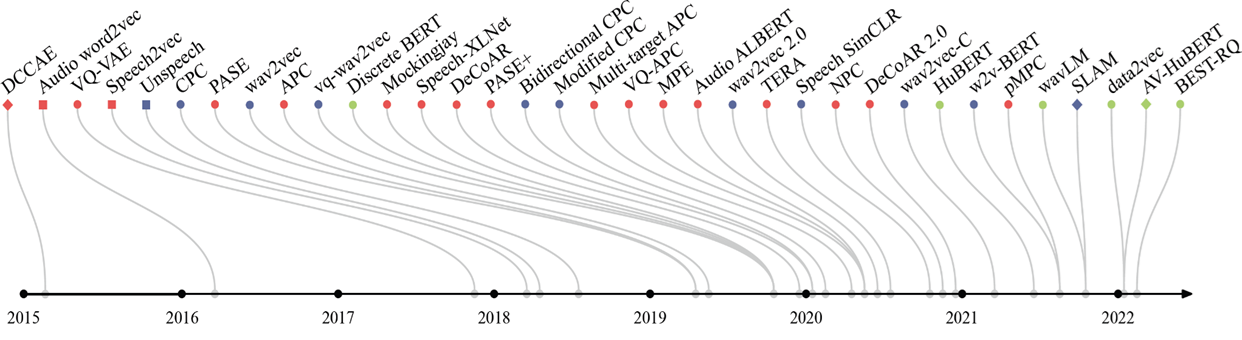 DCCAE
Audio word2vec
VQ-VAE
Speech2vec
Unspeech
CPC
PASE
wav2vec
APC
vq-wav2vec
Discrete BERT
Mockingjay
Speech-XLNet
DeCoAR
PASE+
Bidirectional CPC
Modified CPC
Multi-target APC
VQ-APC
MPE
Audio ALBERT
wav2vec 2.0
TERA
Speech SimCLR
NPC
DeCoAR 2.0
wav2vec-C
HuBERT
w2v-BERT
pMPC
wavLM
SLAM
data2vec
AV-HuBERT
BEST-RQ
2015
2016
2017
2018
2019
2020
2021
2022